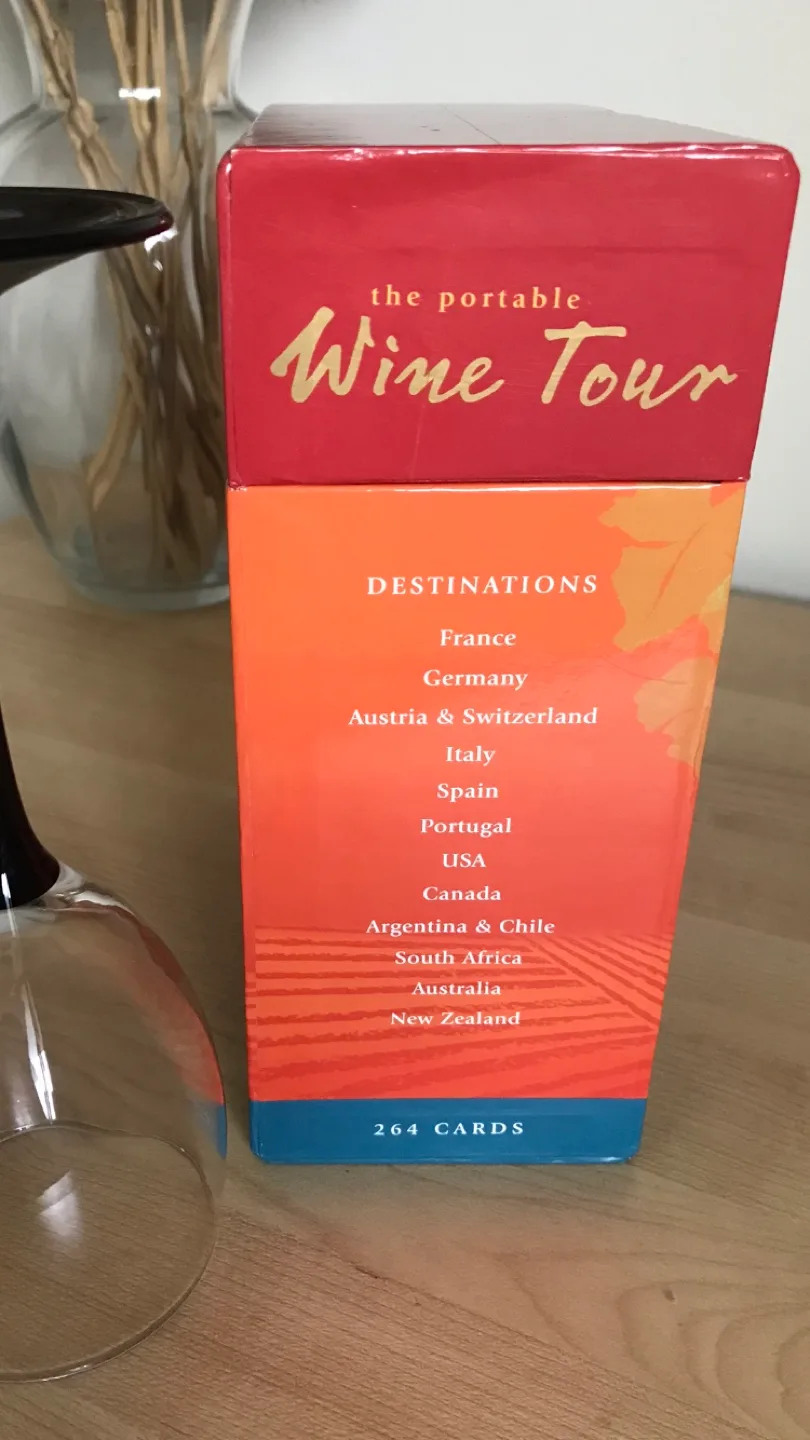 the portable
Wine Tour
DESTINATIONS
France
Germany
Austria & Switzerland
Italy
Spain
Portugal
USA
Canada
Argentina & Chile
South Africa
Australia
New Zealand
264 CARDS